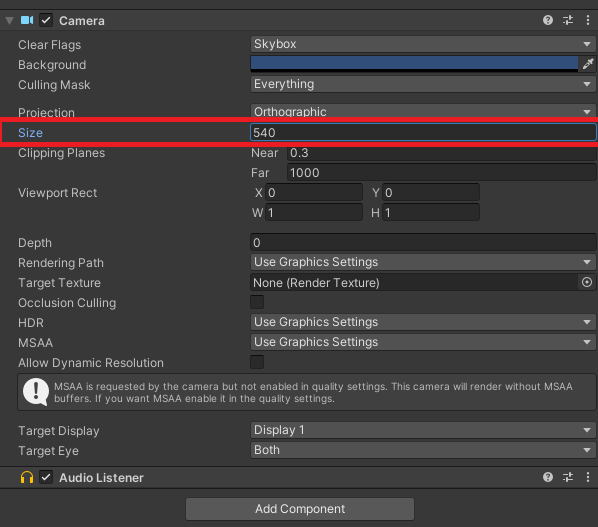 Camera
Clear Flags Skybox
Background
Culling Mask Everything
Projection Orthographic
Size 540
Clipping Planes Near 0.3
Far 1000
Viewport Rect X 0 Y 0
W 1 H 1
Depth 0
Rendering Path Use Graphics Settings
Target Texture None (Render Texture)
Occlusion Culling
HDR Use Graphics Settings
MSAA Use Graphics Settings
Allow Dynamic Resolution
MSAA is requested by the camera but not enabled in quality settings. This camera will render without MSAA
buffers. If you want MSAA enable it in the quality settings.
Target Display Display 1
Target Eye Both
Audio Listener
Add Component